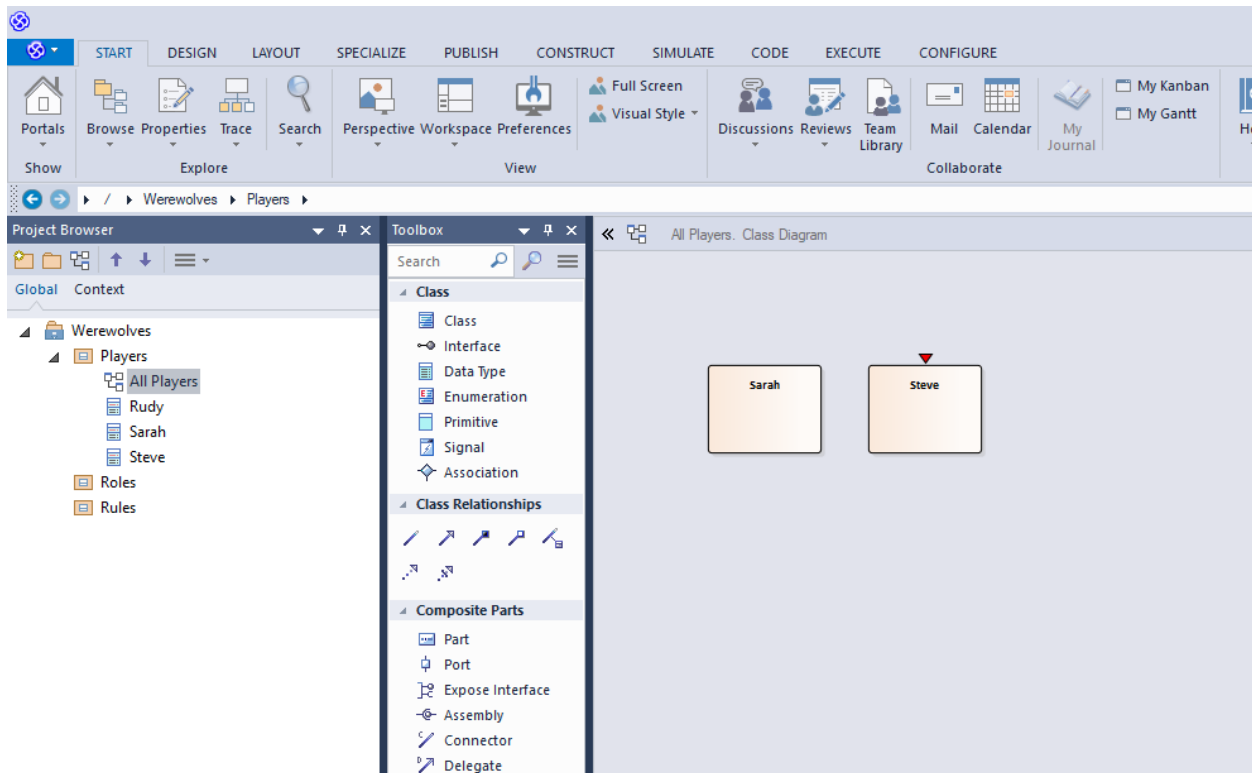 START DESIGN LAYOUT SPECIALIZE PUBLISH CONSTRUCT SIMULATE CODE EXECUTE CONFIGURE
Full Screen
My Kanban
Visual Style
My Gantt
Portals Browse Properties Trace Search Perspective Workspace Preferences Discussions Reviews Team Library Mail Calendar My Journal
Show Explore View Collaborate
/ Werewolves Players
Project Browser
Toolbox
All Players. Class Diagram
Search
Global Context
Class
Werewolves
Class
Players
Interface
All Players
Data Type
Rudy
Enumeration
Sarah
Primitive
Steve
Signal
Roles
Association
Rules
Class Relationships
Composite Parts
Part
Port
Expose Interface
Assembly
Connector
Delegate
Sarah
Steve